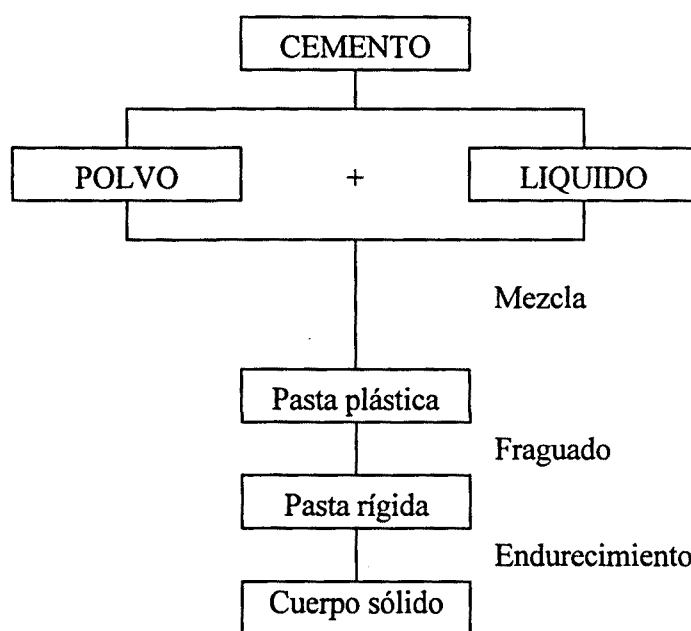 CEMENTO
POLVO + LIQUIDO
Mezcla
Pasta plástica
Fraguado
Pasta rígida
Endurecimiento
Cuerpo sólido